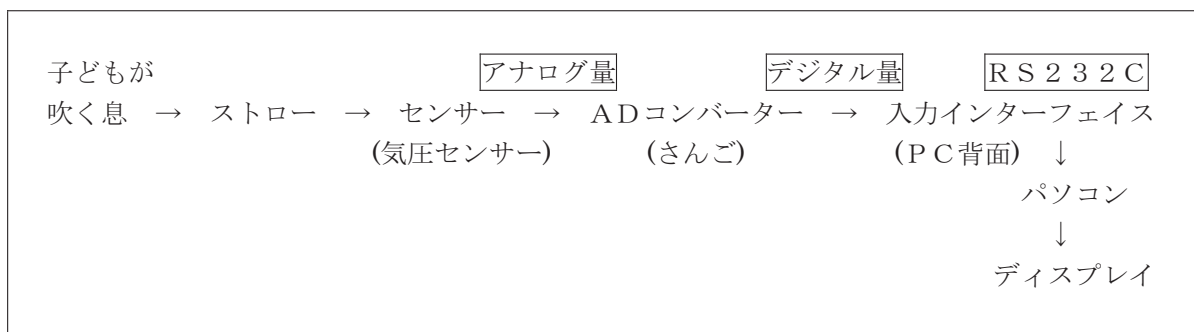 子どもが アナログ量 デジタル量 RS232C
吹く息 → ストロー → センサー → ADコンバーター → 入力インターフェイス
(気圧センサー) (さんご) (PC背面) ↓
パソコン
↓
ディスプレイ